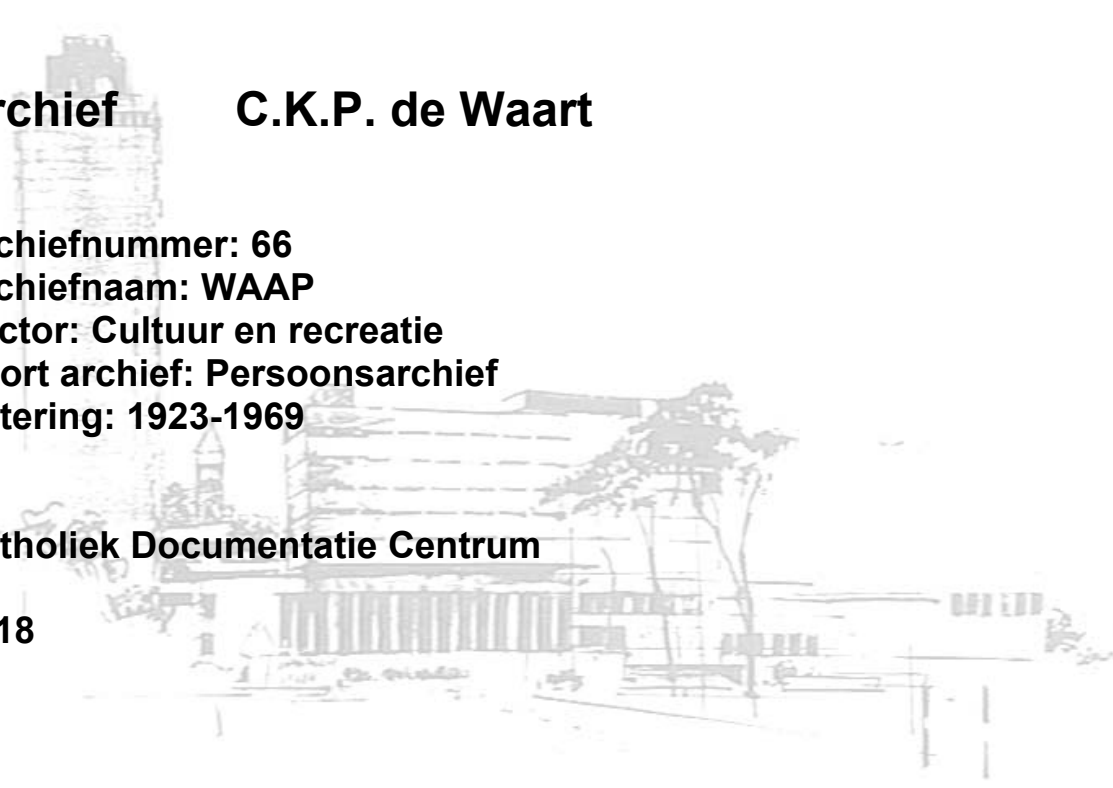 rchief C.K.P. de Waart
chiefnummer: 66
chiefnaam: WAAP
ctor: Cultuur en recreatie
ort archief: Persoonsarchief
tering: 1923-1969
tholiek Documentatie Centrum
18